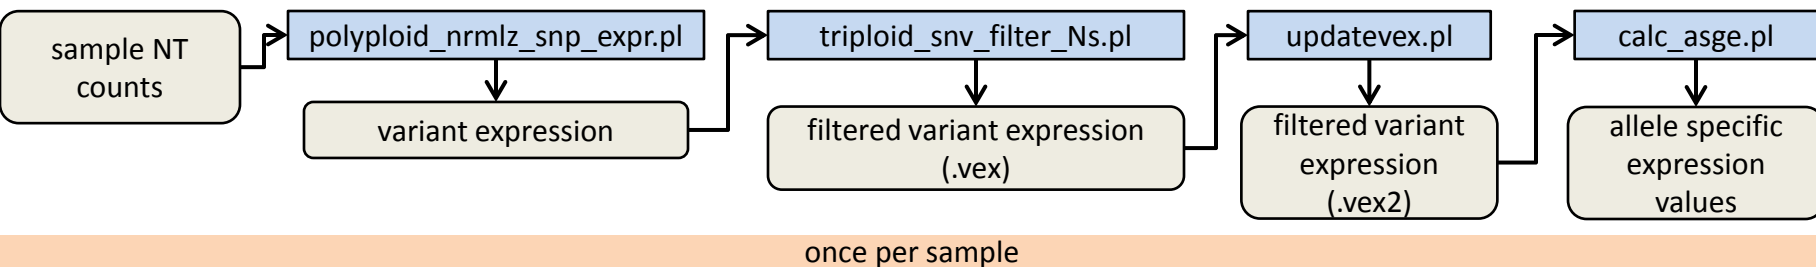 sample NT
counts
polyploid_nrmlz_snp_expr.pl
variant expression
triploid_snv_filter_Ns.pl
filtered variant expression
(.vex)
updatevex.pl
filtered variant
expression
(.vex2)
calc_asge.pl
allele specific
expression
values
once per sample